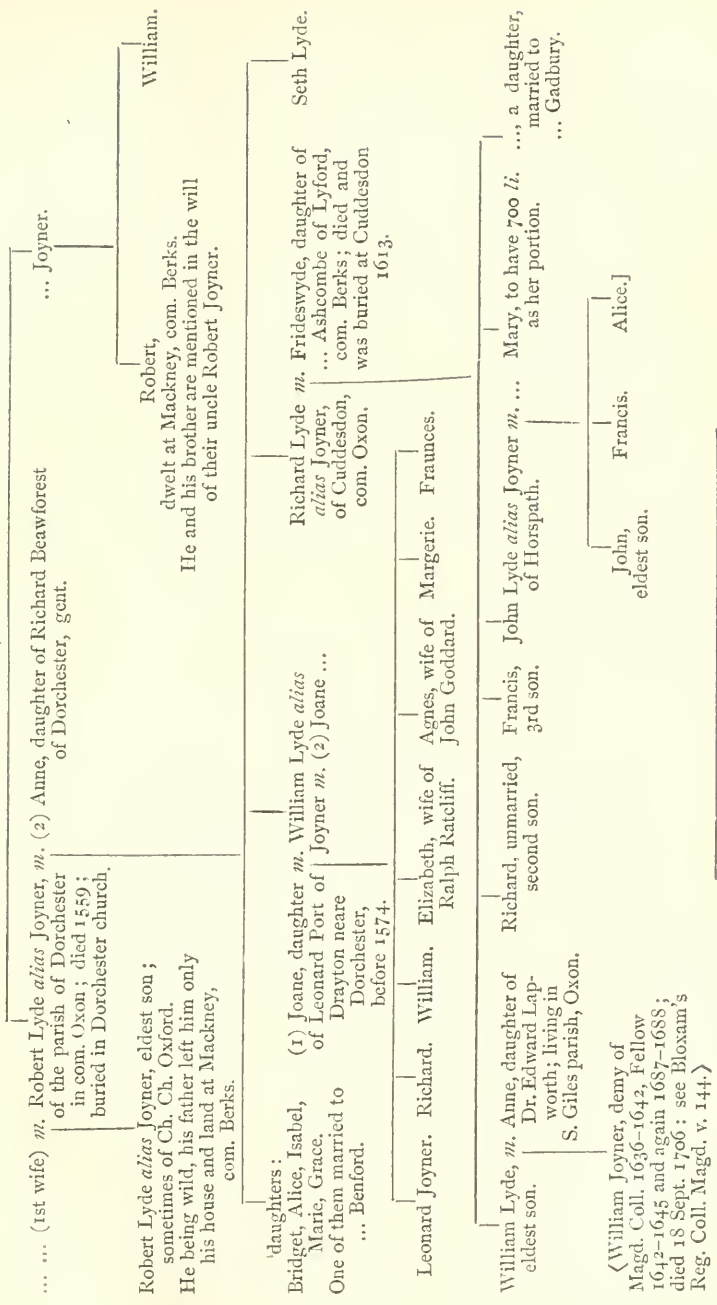 ... ... (1st wife) m. Robert Lyde alias Joyner, m. (2) Anne, daughter of Richard Beawforest
of the parish of Dorchester
in com. Oxon; died 1559;
buried in Dorchester church.
of Dorchester, gent.
... Joyner.
Robert Lyde alias Joyner, eldest son;
sometimes of Ch. Ch. Oxford.
He being wild, his father left him only
his house and land at Mackney,
com. Berks.
Robert,
dwelt at Mackney, com. Berks.
He and his brother are mentioned in the will
of their uncle Robert Joyner.
William.
daughters:
Bridget, Alice, Isabel,
Marie, Grace.
One of them married to
... Benford.
(1) Joane, daughter m. William Lyde alias
of Leonard Port of Joyner m. (2) Joane ...
Drayton neare
Dorchester,
before 1574.
Richard Lyde m. Frideswyde, daughter of
alias Joyner, ... Ashcombe of Lyford,
of Cuddesdon, com. Berks; died and
com. Oxon. was buried at Cuddesdon
1613.
Seth Lyde.
Leonard Joyner. Richard. William. Elizabeth, wife of
Ralph Ratcliff.
Agnes, wife of
John Goddard.
Margerie. Fraunces.
William Lyde, m. Anne, daughter of
eldest son. Dr. Edward Lap-
worth; living in
S. Giles parish, Oxon.
Richard, unmarried,
second son.
Francis,
3rd son.
John Lyde alias Joyner m. ...
of Horspath.
Mary, to have 700 li.
as her portion.
..., a daughter,
married to
... Gadbury.
<William Joyner, demy of
Magd. Coll. 1636-1642, Fellow
1642-1645 and again 1687-1688;
died 18 Sept. 1706: see Bloxam's
Reg. Coll. Magd. v. 144.>
John,
eldest son.
Francis.
Alice.]